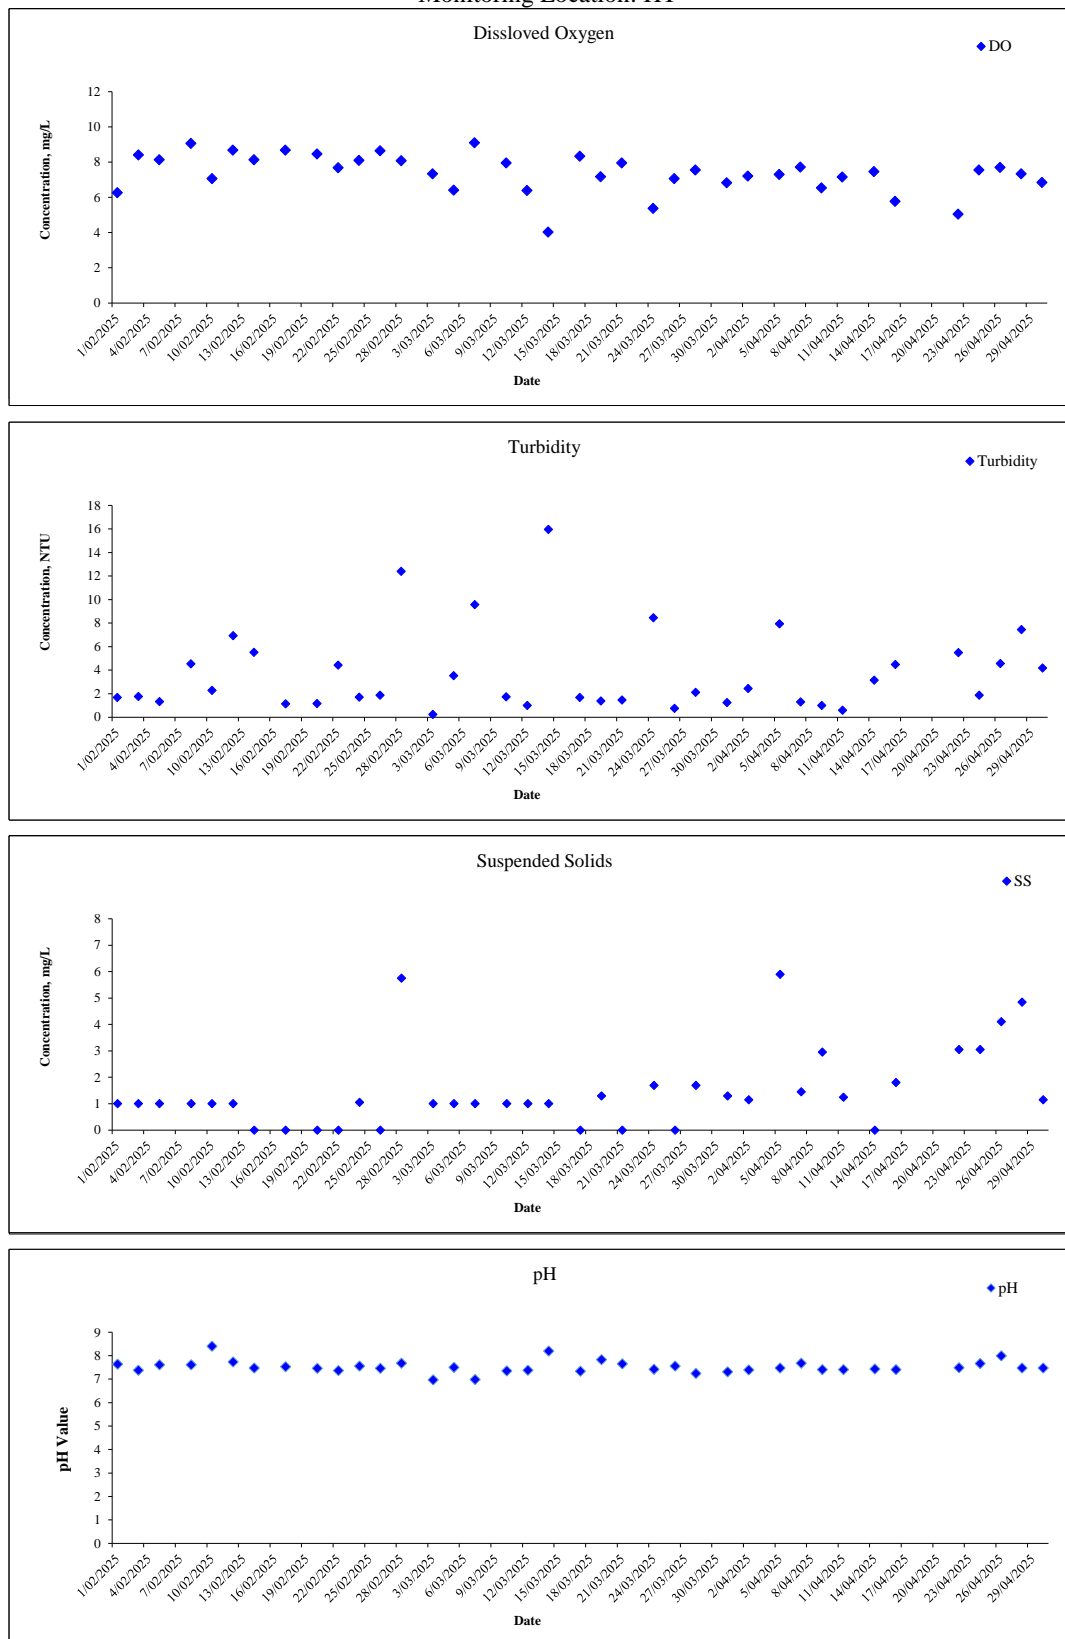 Dissloved Oxygen
DO
12
10
8
6
4
2
0
Concentration, mg/L
1/02/2025 4/02/2025 7/02/2025 10/02/2025 13/02/2025 16/02/2025 19/02/2025 22/02/2025 25/02/2025 28/02/2025 3/03/2025 6/03/2025 9/03/2025 12/03/2025 15/03/2025 18/03/2025 21/03/2025 24/03/2025 27/03/2025 30/03/2025 2/04/2025 5/04/2025 8/04/2025 11/04/2025 14/04/2025 17/04/2025 20/04/2025 23/04/2025 26/04/2025 29/04/2025
Date
Turbidity
Turbidity
18
16
14
12
10
8
6
4
2
0
Concentration, NTU
1/02/2025 4/02/2025 7/02/2025 10/02/2025 13/02/2025 16/02/2025 19/02/2025 22/02/2025 25/02/2025 28/02/2025 3/03/2025 6/03/2025 9/03/2025 12/03/2025 15/03/2025 18/03/2025 21/03/2025 24/03/2025 27/03/2025 30/03/2025 2/04/2025 5/04/2025 8/04/2025 11/04/2025 14/04/2025 17/04/2025 20/04/2025 23/04/2025 26/04/2025 29/04/2025
Date
Suspended Solids
SS
8
7
6
5
4
3
2
1
0
Concentration, mg/L
1/02/2025 4/02/2025 7/02/2025 10/02/2025 13/02/2025 16/02/2025 19/02/2025 22/02/2025 25/02/2025 28/02/2025 3/03/2025 6/03/2025 9/03/2025 12/03/2025 15/03/2025 18/03/2025 21/03/2025 24/03/2025 27/03/2025 30/03/2025 2/04/2025 5/04/2025 8/04/2025 11/04/2025 14/04/2025 17/04/2025 20/04/2025 23/04/2025 26/04/2025 29/04/2025
Date
pH
pH
9
8
7
6
5
4
3
2
1
0
pH Value
1/02/2025 4/02/2025 7/02/2025 10/02/2025 13/02/2025 16/02/2025 19/02/2025 22/02/2025 25/02/2025 28/02/2025 3/03/2025 6/03/2025 9/03/2025 12/03/2025 15/03/2025 18/03/2025 21/03/2025 24/03/2025 27/03/2025 30/03/2025 2/04/2025 5/04/2025 8/04/2025 11/04/2025 14/04/2025 17/04/2025 20/04/2025 23/04/2025 26/04/2025 29/04/2025
Date